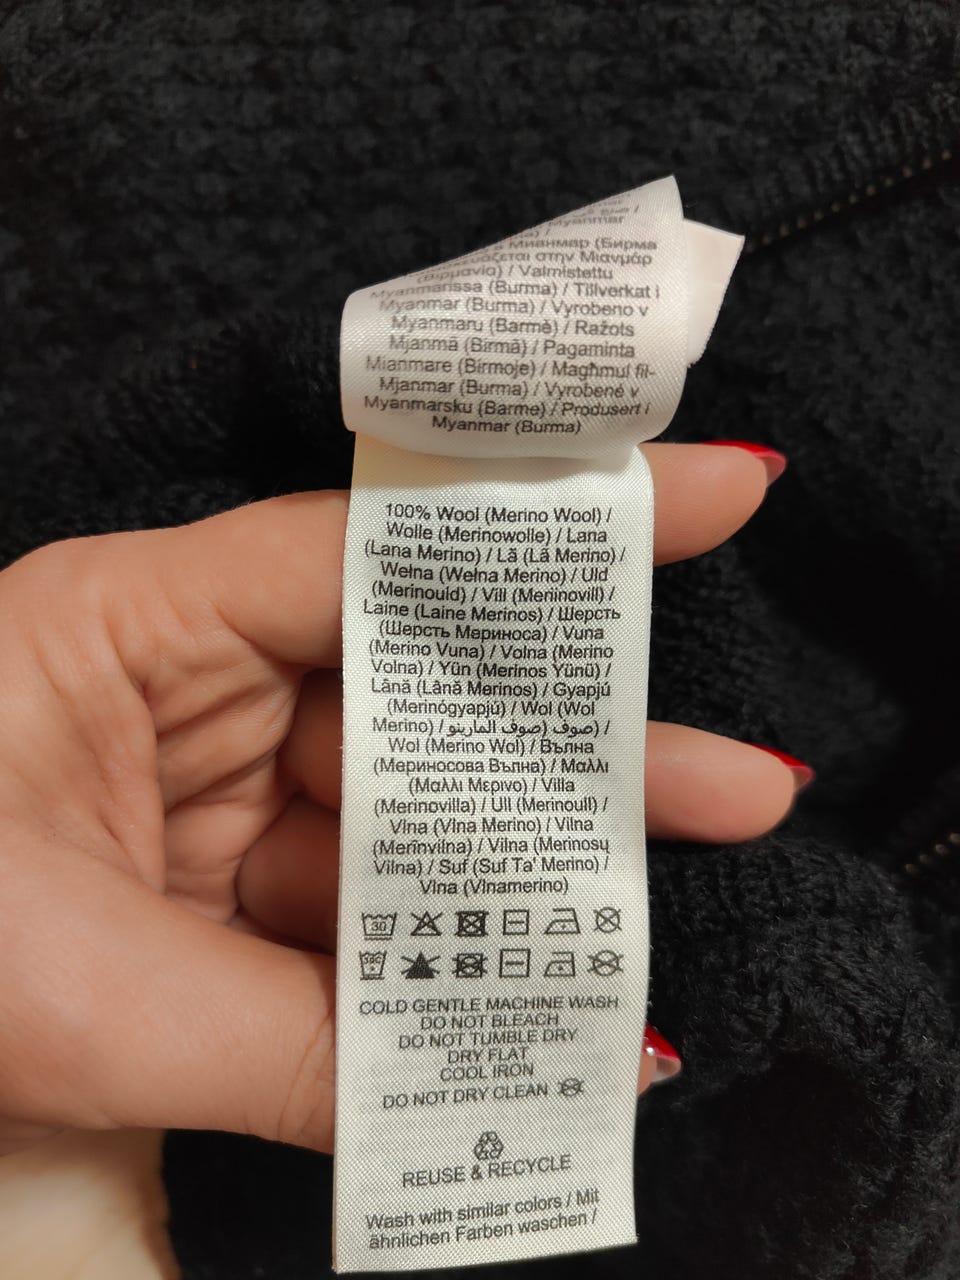 Myanmar
Мианмар (Бирма
στην Μιανμάρ
(Βιρμανία) / Valmistettu
Myanmarissa (Burma) / Tillverkat i
Myanmar (Burma) / Vyrobeno v
Myanmaru (Barmě) / Ražots
Mjanmā (Birmā) / Pagaminta
Mianmare (Birmoje) / Magħmul fil-
Mjanmar (Burma) / Vyrobené v
Myanmarsku (Barme) / Produsert i
Myanmar (Burma)
100% Wool (Merino Wool) /
Wolle (Merinowolle) / Lana
(Lana Merino) / Lã (Lã Merino) /
Wełna (Wełna Merino) / Uld
(Merinould) / Vill (Meriinovill) /
Laine (Laine Merinos) / Шерсть
(Шерсть Мериноса) / Vuna
(Merino Vuna) / Volna (Merino
Volna) / Yün (Merinos Yünü) /
Lână (Lână Merinos) / Gyapjú
(Merinógyapjú) / Wol (Wol
Merino) / صوف (صوف المارينو) /
Wol (Merino Wol) / Вълна
(Мериносова Вълна) / Μαλλί
(Μαλλί Μερινο) / Villa
(Merinovilla) / Ull (Merinoull) /
Vlna (Vlna Merino) / Vilna
(Merīnvilna) / Vilna (Merinosų
Vilna) / Suf (Suf Ta' Merino) /
Vlna (Vlnamerino)
30
30C
COLD GENTLE MACHINE WASH
DO NOT BLEACH
DO NOT TUMBLE DRY
DRY FLAT
COOL IRON
DO NOT DRY CLEAN
REUSE & RECYCLE
Wash with similar colors / Mit
ähnlichen Farben waschen /